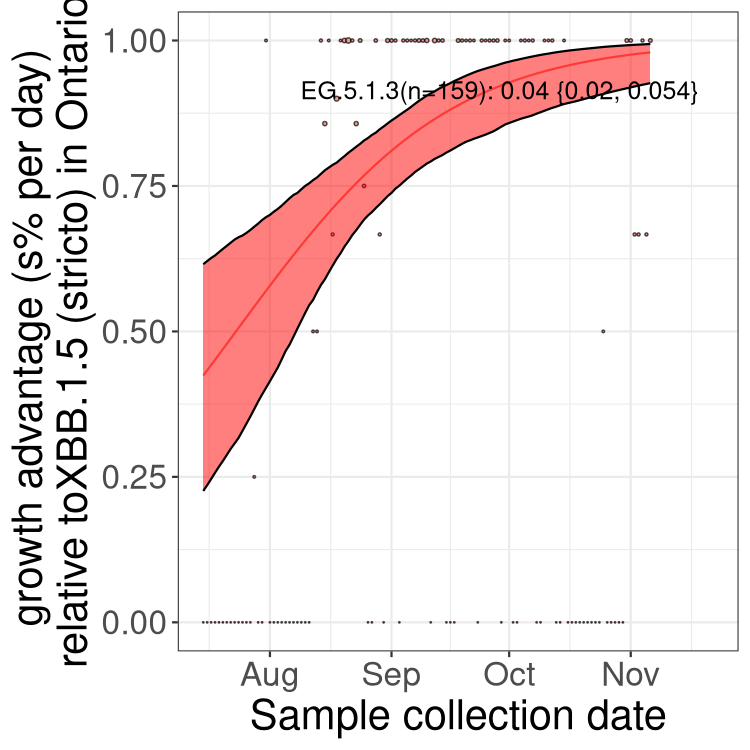 growth advantage (s% per day)
relative toXBB.1.5 (stricto) in Ontario
1.00
0.75
0.50
0.25
0.00
EG.5.1.3(n=159): 0.04 {0.02, 0.054}
Aug Sep Oct Nov
Sample collection date